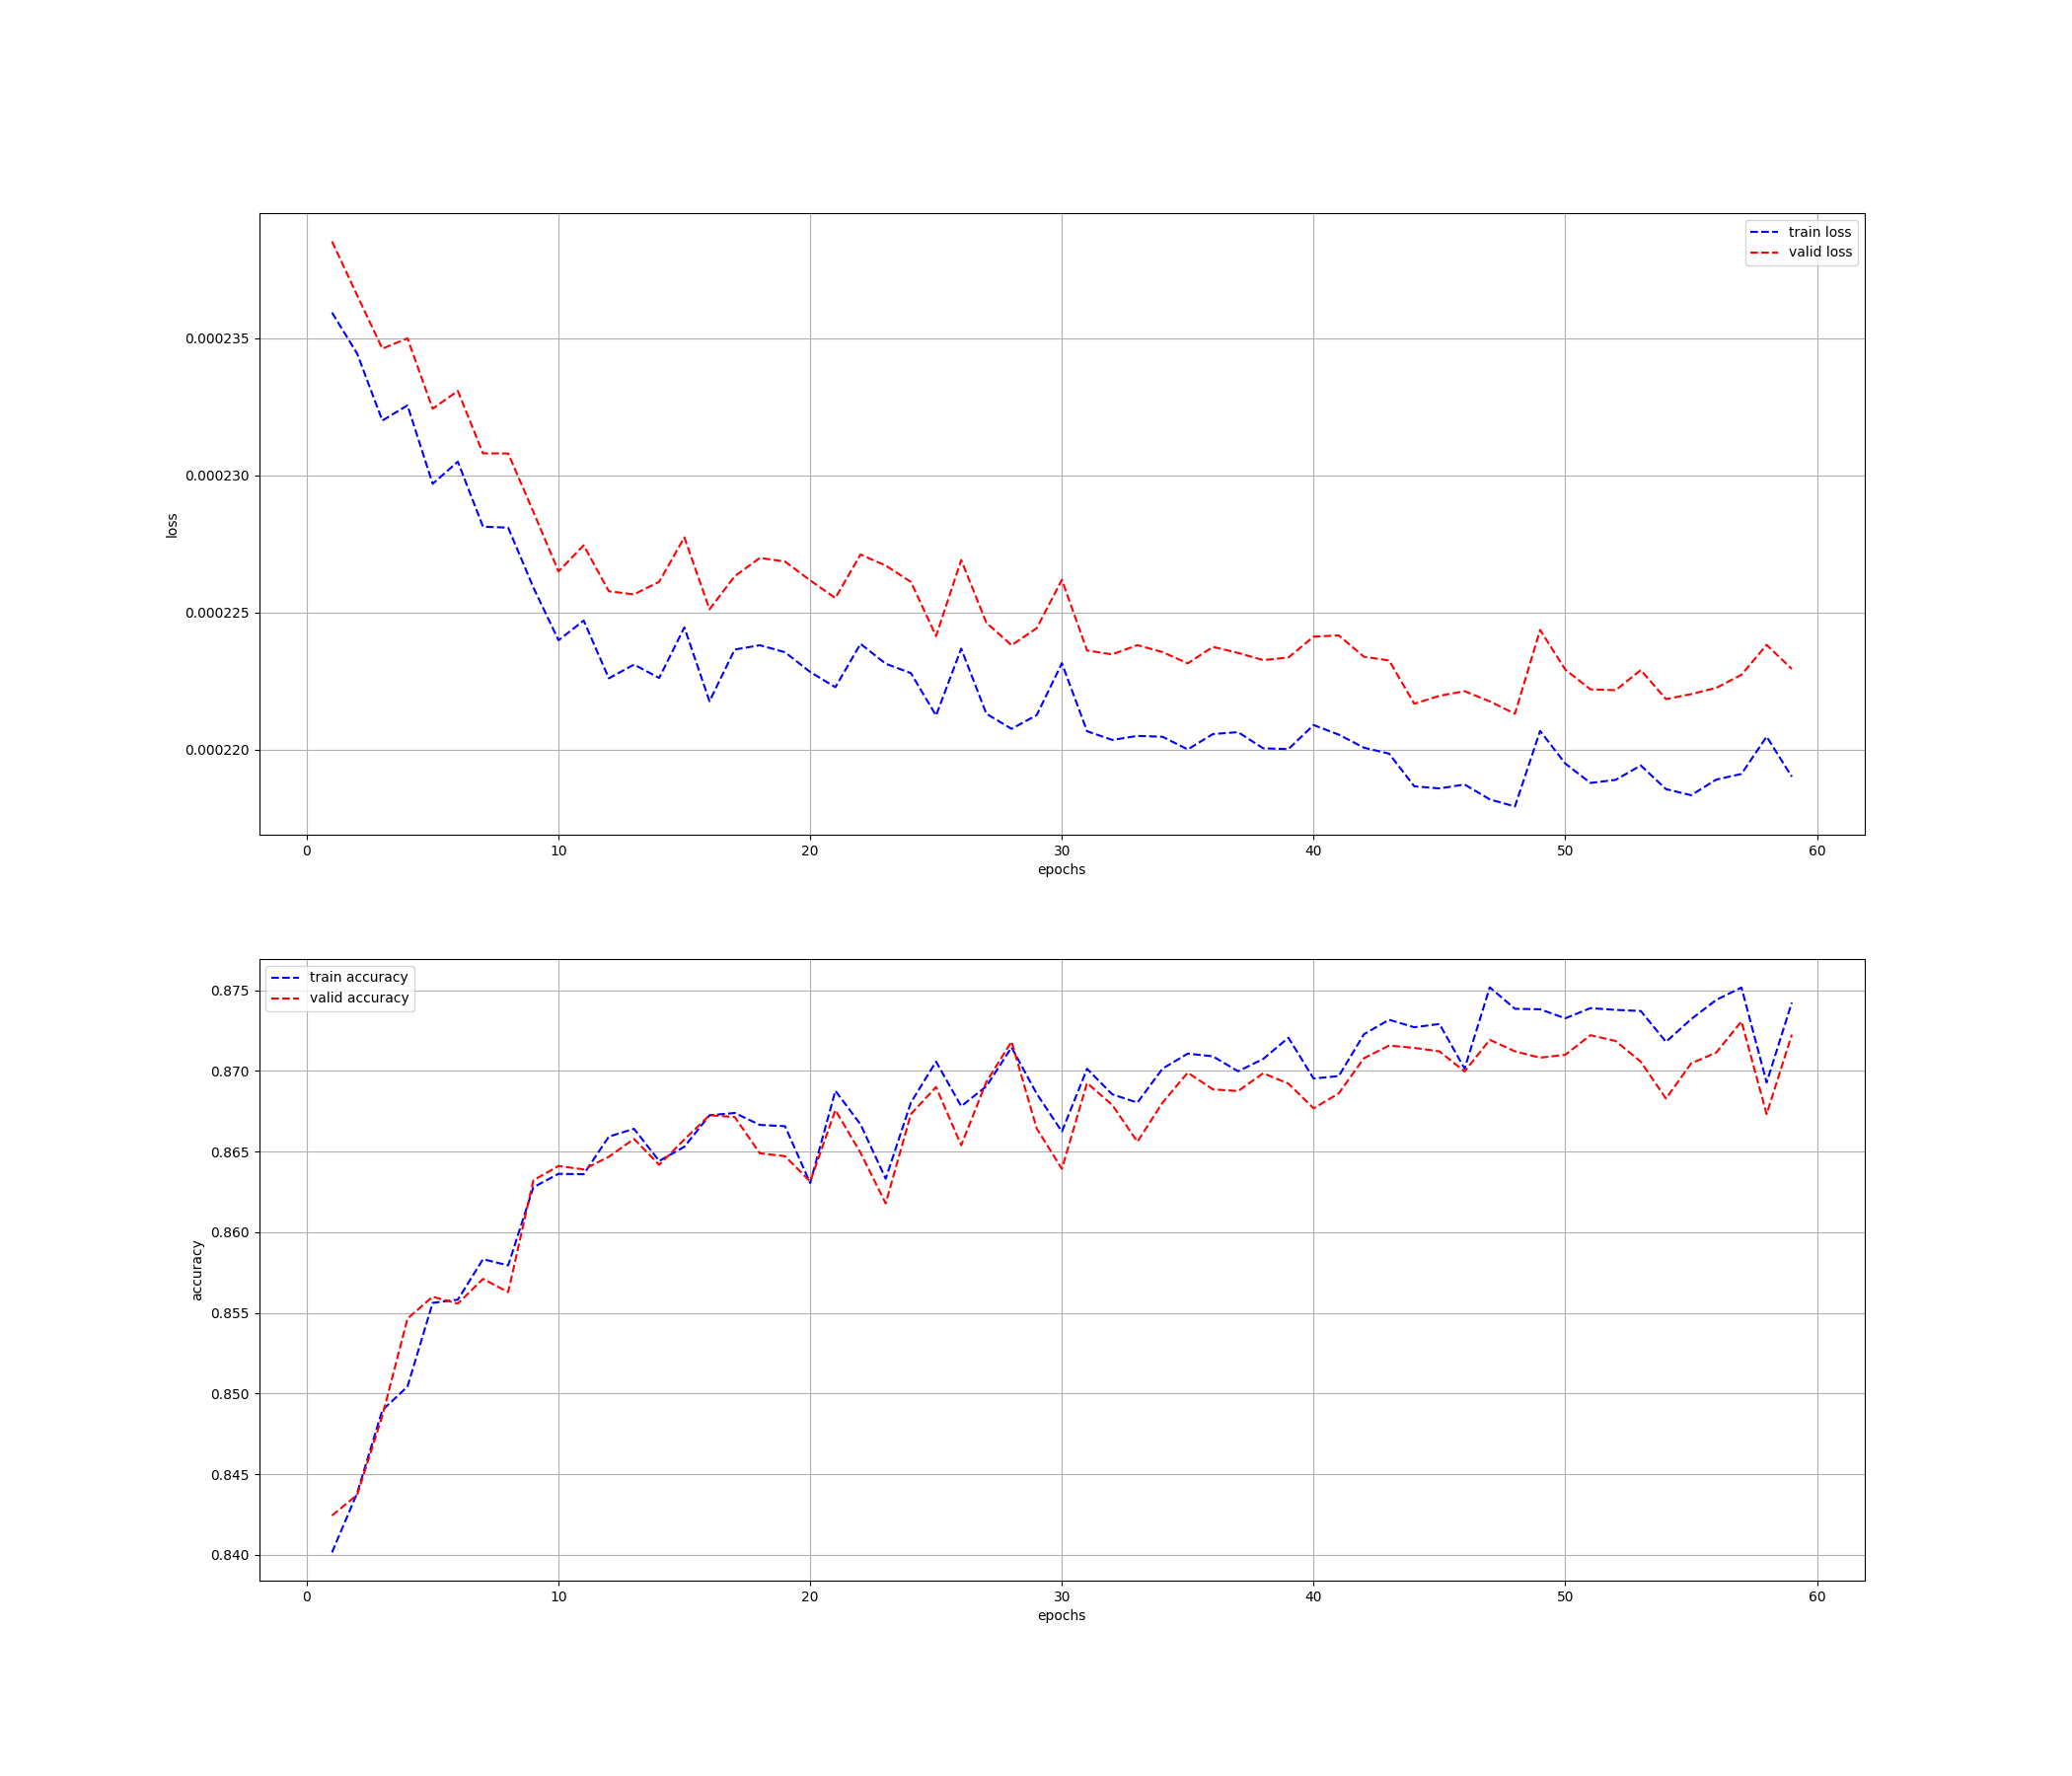 train loss
valid loss
0.000235
0.000230
loss
0.000225
0.000220
0 10 20 30 40 50 60
epochs
train accuracy
valid accuracy
0.875
0.870
0.865
0.860
accuracy
0.855
0.850
0.845
0.840
0 10 20 30 40 50 60
epochs